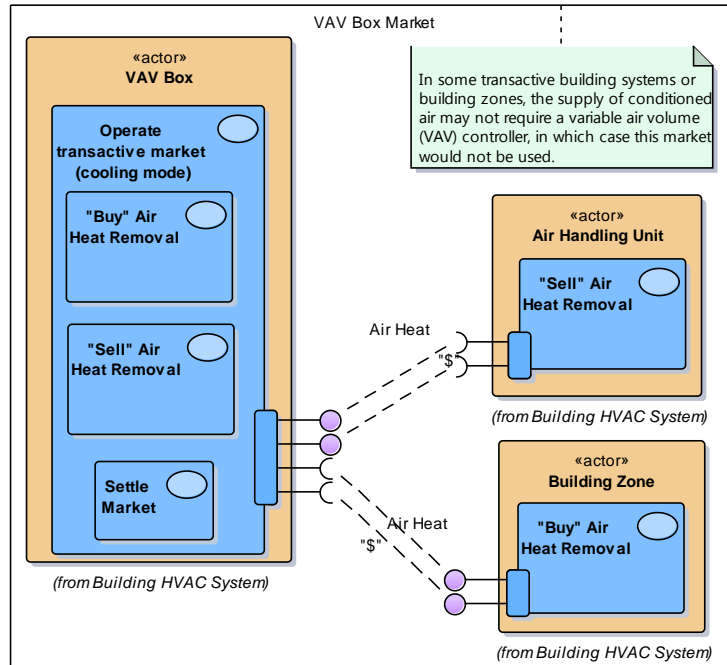 VAV Box Market
«actor»
VAV Box
Operate
transactive market
(cooling mode)
"Buy" Air
Heat Removal
"Sell" Air
Heat Removal
Settle
Market
(from Building HVAC System)
In some transactive building systems or
building zones, the supply of conditioned
air may not require a variable air volume
(VAV) controller, in which case this market
would not be used.
«actor»
Air Handling Unit
"Sell" Air
Heat Removal
(from Building HVAC System)
Air Heat
"$"
Air Heat
"$"
«actor»
Building Zone
"Buy" Air
Heat Removal
(from Building HVAC System)